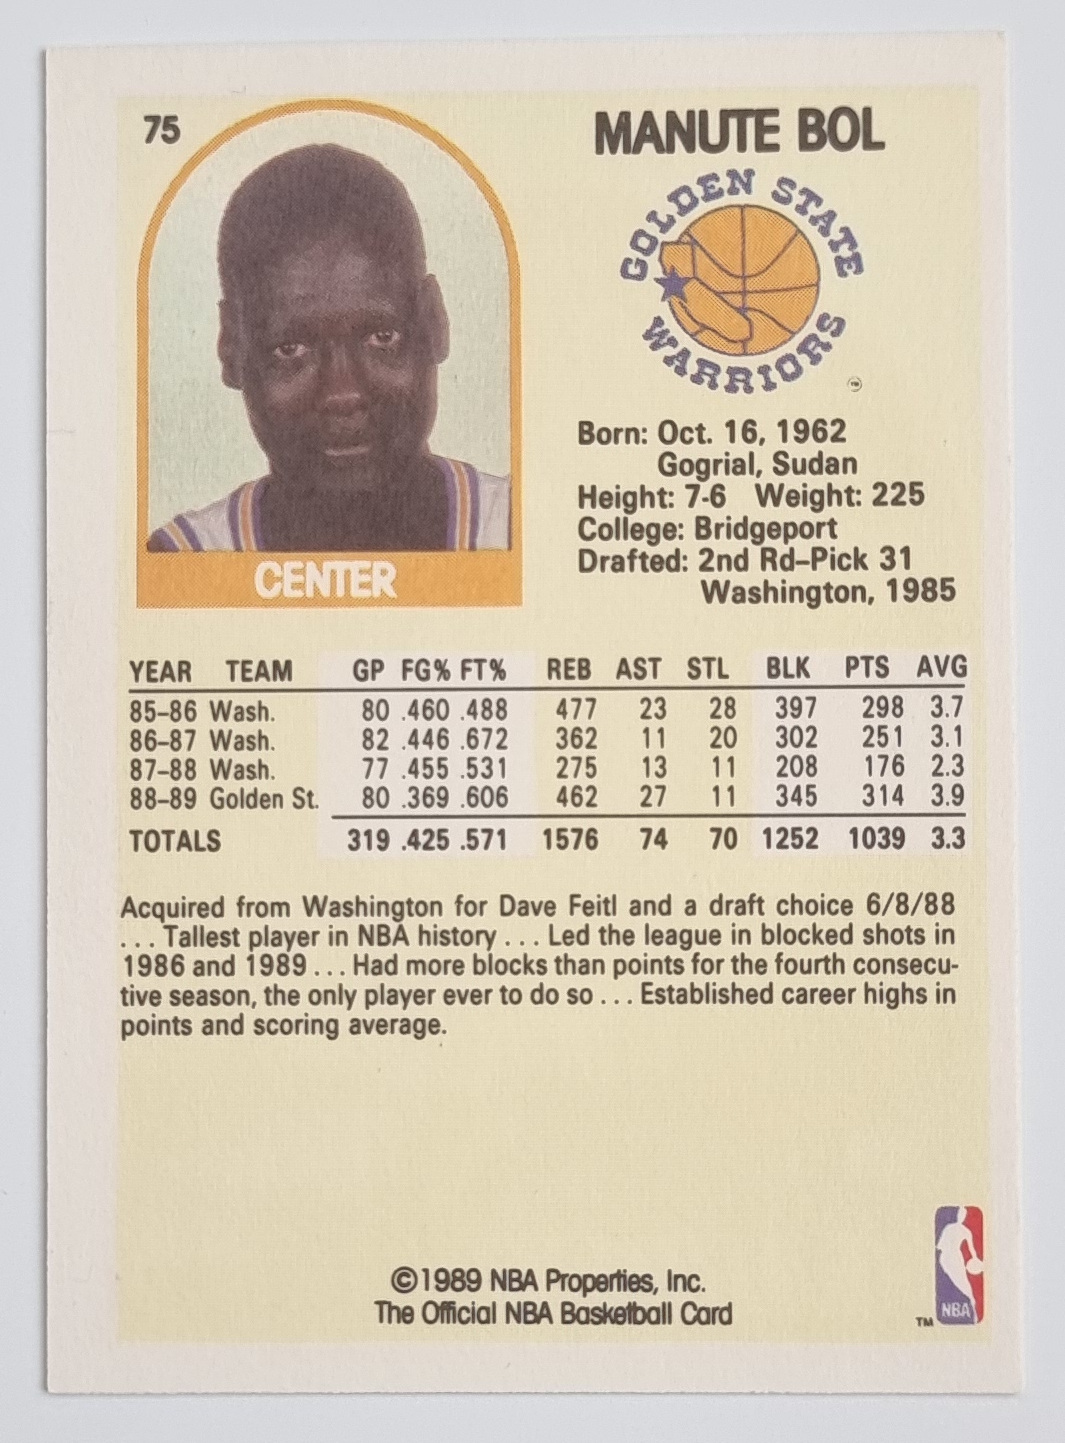 75
MANUTE BOL
GOLDEN STATE
WARRIORS
TM
Born: Oct. 16, 1962
Gogrial, Sudan
Height: 7-6 Weight: 225
College: Bridgeport
Drafted: 2nd Rd–Pick 31
Washington, 1985
CENTER
YEAR TEAM GP FG% FT% REB AST STL BLK PTS AVG
85–86 Wash. 80 .460 .488 477 23 28 397 298 3.7
86–87 Wash. 82 .446 .672 362 11 20 302 251 3.1
87–88 Wash. 77 .455 .531 275 13 11 208 176 2.3
88–89 Golden St. 80 .369 .606 462 27 11 345 314 3.9
TOTALS 319 .425 .571 1576 74 70 1252 1039 3.3
Acquired from Washington for Dave Feitl and a draft choice 6/8/88
... Tallest player in NBA history ... Led the league in blocked shots in
1986 and 1989 ... Had more blocks than points for the fourth consecu-
tive season, the only player ever to do so ... Established career highs in
points and scoring average.
©1989 NBA Properties, Inc.
The Official NBA Basketball Card
TM
NBA